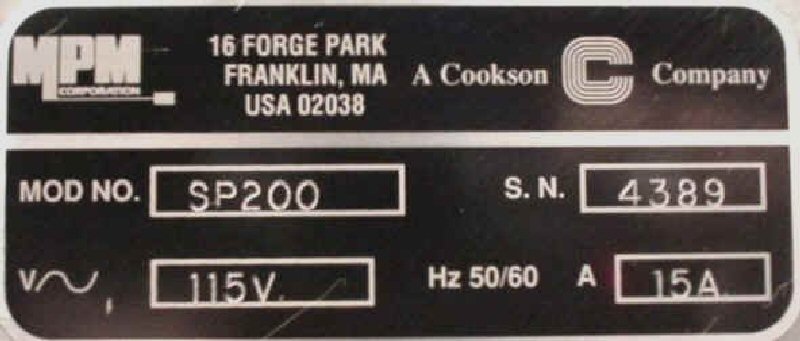 MPM CORPORATION
16 FORGE PARK
FRANKLIN, MA
USA 02038
A Cookson C Company
MOD NO. SP200 S. N. 4389
V 115V. Hz 50/60 A 15A